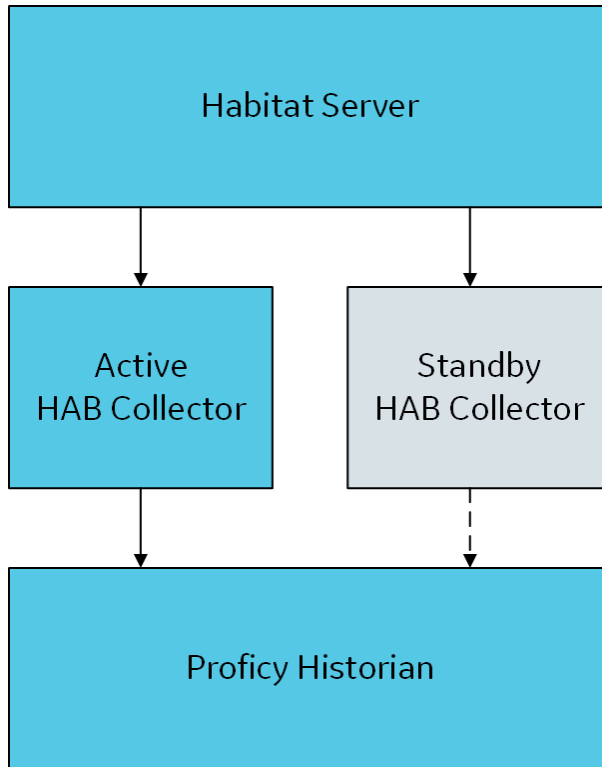 Habitat Server
Active
HAB Collector
Standby
HAB Collector
Proficy Historian